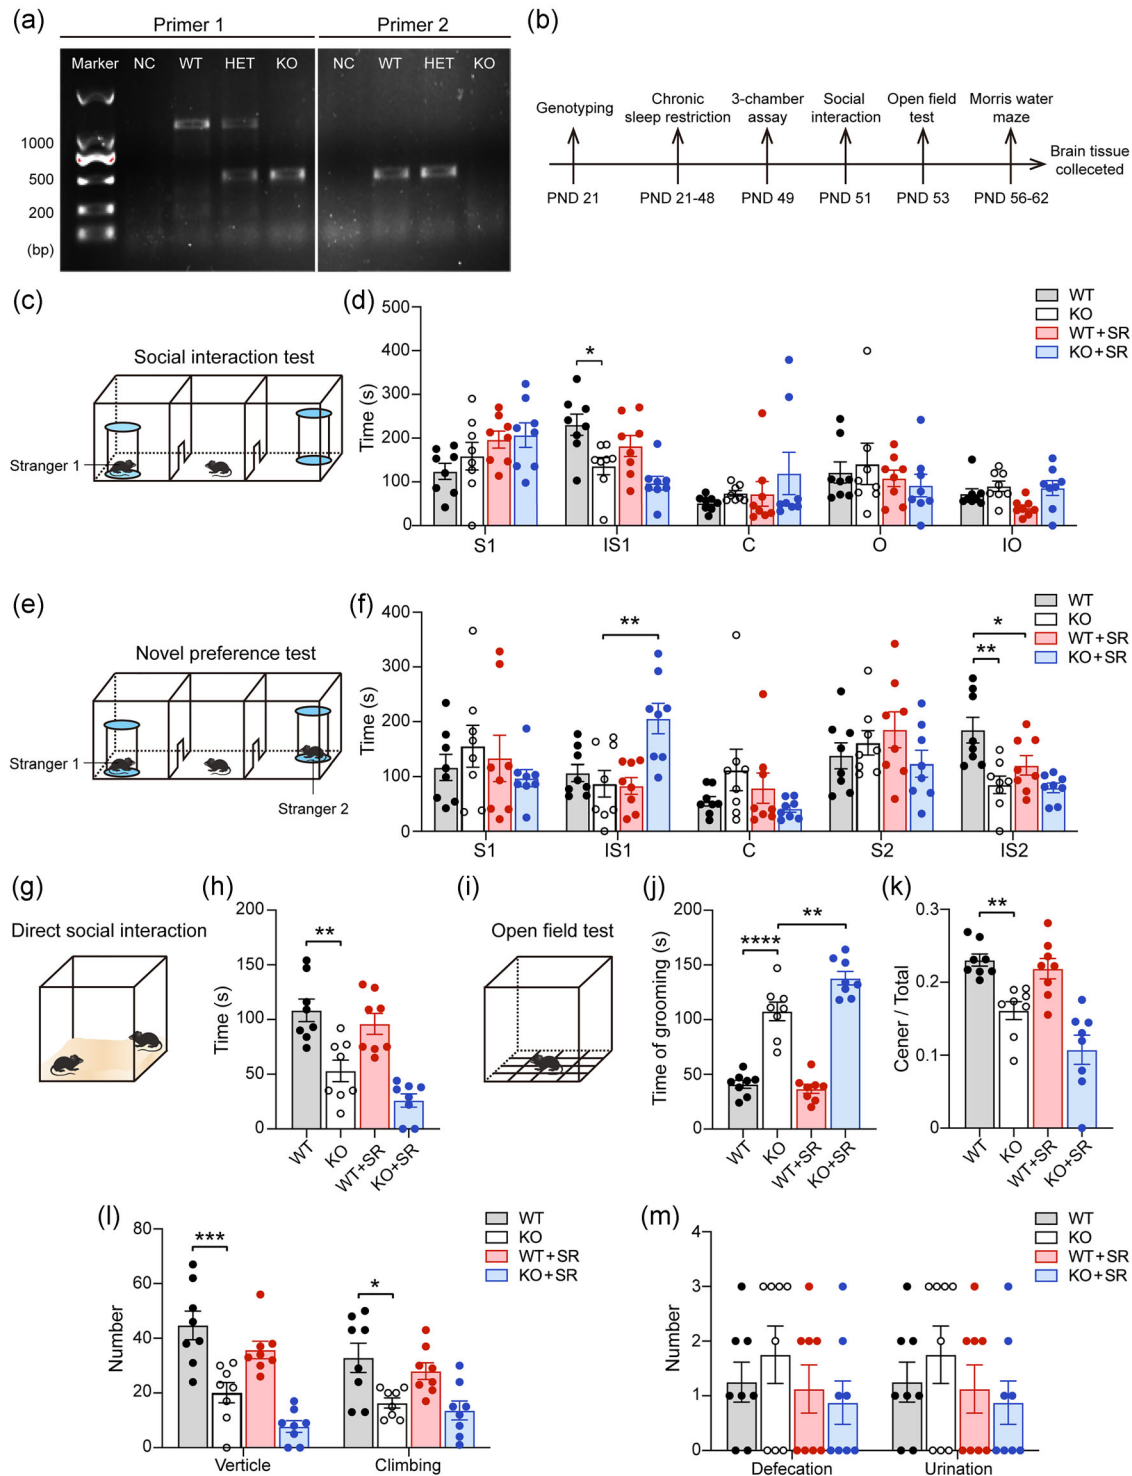 (a)
Primer 1
Primer 2
Marker NC WT HET KO
NC WT HET KO
1000
500
200
(bp)
(b)
Genotyping
Chronic
sleep restriction
3-chamber
assay
Social
interaction
Open field
test
Morris water
maze
Brain tissue
colleceted
PND 21
PND 21-48
PND 49
PND 51
PND 53
PND 56-62
(c)
Social interaction test
Stranger 1
(d)
Time (s)
500
400
300
200
100
0
*
S1 IS1 C O IO
WT
KO
WT+SR
KO+SR
(e)
Novel preference test
Stranger 1
Stranger 2
(f)
Time (s)
400
300
200
100
0
**
*
**
S1 IS1 C S2 IS2
WT
KO
WT+SR
KO+SR
(g)
Direct social interaction
(h)
Time (s)
200
150
100
50
0
**
WT KO WT+SR KO+SR
(i)
Open field test
(j)
Time of grooming (s)
200
150
100
50
0
****
**
WT KO WT+SR KO+SR
(k)
Cener / Total
0.3
0.2
0.1
0
**
WT KO WT+SR KO+SR
(l)
Number
80
60
40
20
0
***
*
Verticle Climbing
WT
KO
WT+SR
KO+SR
(m)
Number
4
3
2
1
0
Defecation Urination
WT
KO
WT+SR
KO+SR